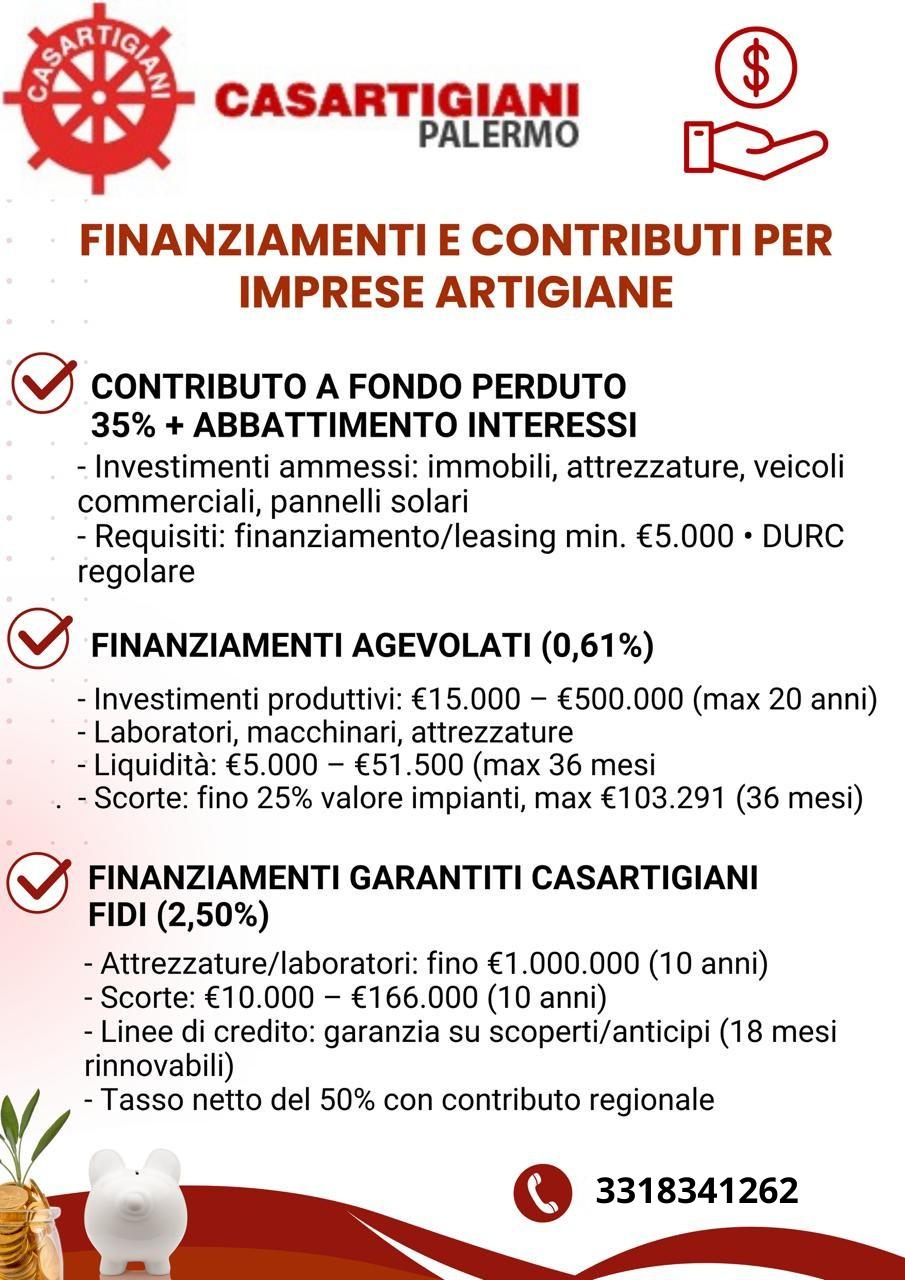 CASARTIGIANI
CASARTIGIANI
PALERMO
$
FINANZIAMENTI E CONTRIBUTI PER
IMPRESE ARTIGIANE
CONTRIBUTO A FONDO PERDUTO
35% + ABBATTIMENTO INTERESSI
- Investimenti ammessi: immobili, attrezzature, veicoli
commerciali, pannelli solari
- Requisiti: finanziamento/leasing min. €5.000 • DURC
regolare
FINANZIAMENTI AGEVOLATI (0,61%)
- Investimenti produttivi: €15.000 – €500.000 (max 20 anni)
- Laboratori, macchinari, attrezzature
- Liquidità: €5.000 – €51.500 (max 36 mesi
. - Scorte: fino 25% valore impianti, max €103.291 (36 mesi)
FINANZIAMENTI GARANTITI CASARTIGIANI
FIDI (2,50%)
- Attrezzature/laboratori: fino €1.000.000 (10 anni)
- Scorte: €10.000 – €166.000 (10 anni)
- Linee di credito: garanzia su scoperti/anticipi (18 mesi
rinnovabili)
- Tasso netto del 50% con contributo regionale
3318341262